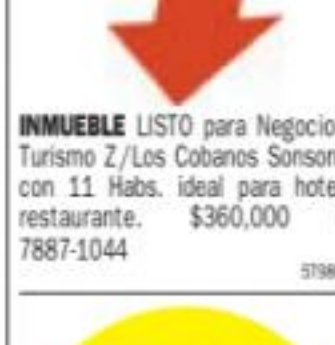 INMUEBLE LISTO para Negocio
Turismo Z/Los Cobanos Sonson
con 11 Habs. ideal para hote
restaurante. $360,000
7887-1044